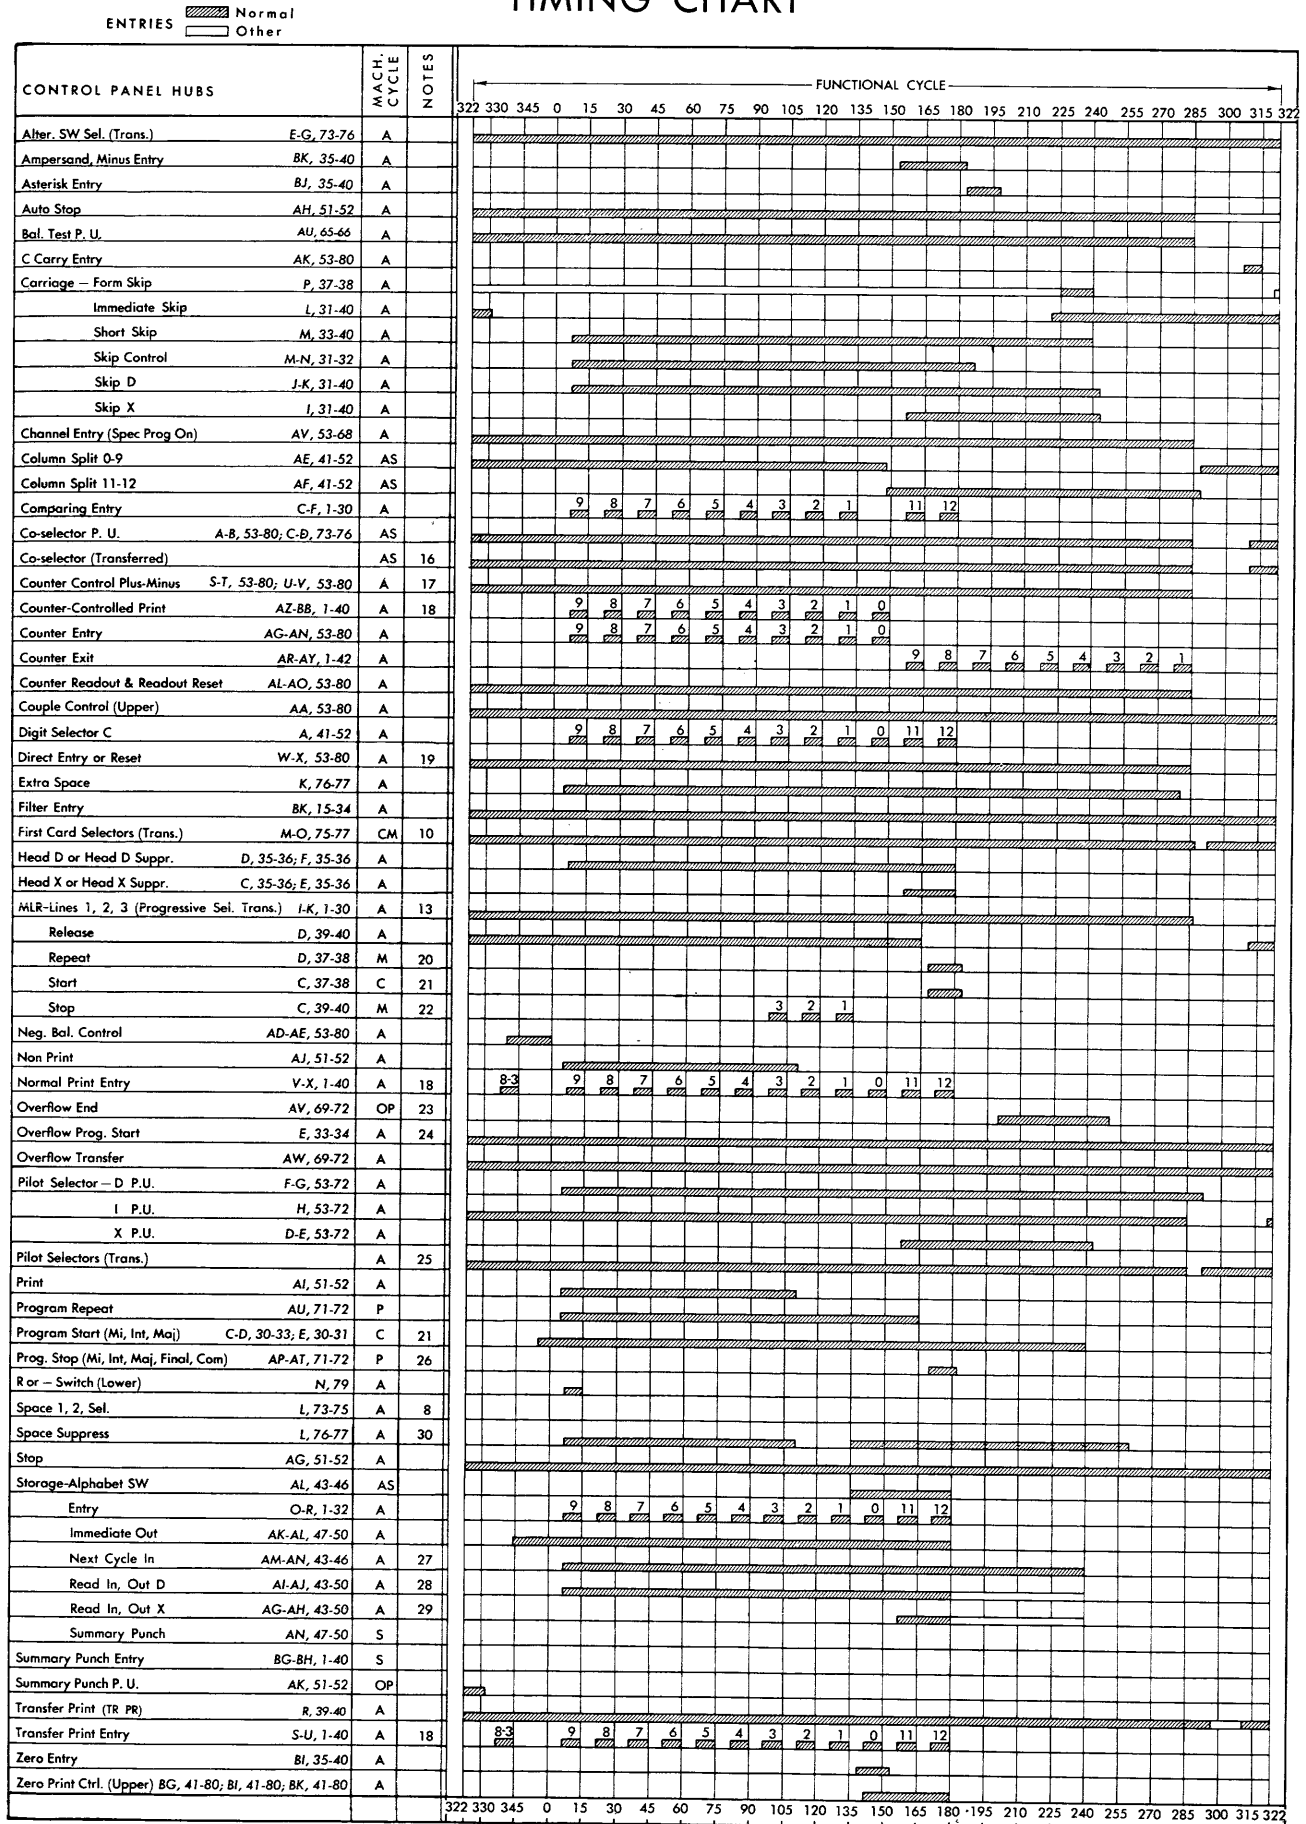 TIMING CHART
ENTRIES Normal
Other
CONTROL PANEL HUBS MACH. CYCLE NOTES FUNCTIONAL CYCLE
322 330 345 0 15 30 45 60 75 90 105 120 135 150 165 180 195 210 225 240 255 270 285 300 315 322
Alter. SW Sel. (Trans.) E-G, 73-76 A
Ampersand, Minus Entry BK, 35-40 A
Asterisk Entry BJ, 35-40 A
Auto Stop AH, 51-52 A
Bal. Test P. U. AU, 65-66 A
C Carry Entry AK, 53-80 A
Carriage – Form Skip P, 37-38 A
Immediate Skip L, 31-40 A
Short Skip M, 33-40 A
Skip Control M-N, 31-32 A
Skip D J-K, 31-40 A
Skip X I, 31-40 A
Channel Entry (Spec Prog On) AV, 53-68 A
Column Split 0-9 AE, 41-52 AS
Column Split 11-12 AF, 41-52 AS
Comparing Entry C-F, 1-30 A 9 8 7 6 5 4 3 2 1 11 12
Co-selector P. U. A-B, 53-80; C-D, 73-76 AS
Co-selector (Transferred) AS 16
Counter Control Plus-Minus S-T, 53-80; U-V, 53-80 A 17
Counter-Controlled Print AZ-BB, 1-40 A 18 9 8 7 6 5 4 3 2 1 0
Counter Entry AG-AN, 53-80 A 9 8 7 6 5 4 3 2 1 0
Counter Exit AR-AY, 1-42 A 9 8 7 6 5 4 3 2 1
Counter Readout & Readout Reset AL-AO, 53-80 A
Couple Control (Upper) AA, 53-80 A
Digit Selector C A, 41-52 A 9 8 7 6 5 4 3 2 1 0 11 12
Direct Entry or Reset W-X, 53-80 A 19
Extra Space K, 76-77 A
Filter Entry BK, 15-34 A
First Card Selectors (Trans.) M-O, 75-77 CM 10
Head D or Head D Suppr. D, 35-36; F, 35-36 A
Head X or Head X Suppr. C, 35-36; E, 35-36 A
MLR-Lines 1, 2, 3 (Progressive Sel. Trans.) I-K, 1-30 A 13
Release D, 39-40 A
Repeat D, 37-38 M 20
Start C, 37-38 C 21
Stop C, 39-40 M 22 3 2 1
Neg. Bal. Control AD-AE, 53-80 A
Non Print AJ, 51-52 A
Normal Print Entry V-X, 1-40 A 18 8-3 9 8 7 6 5 4 3 2 1 0 11 12
Overflow End AV, 69-72 OP 23
Overflow Prog. Start E, 33-34 A 24
Overflow Transfer AW, 69-72 A
Pilot Selector – D P.U. F-G, 53-72 A
I P.U. H, 53-72 A
X P.U. D-E, 53-72 A
Pilot Selectors (Trans.) A 25
Print AI, 51-52 A
Program Repeat AU, 71-72 P
Program Start (Mi, Int, Maj) C-D, 30-33; E, 30-31 C 21
Prog. Stop (Mi, Int, Maj, Final, Com) AP-AT, 71-72 P 26
R or – Switch (Lower) N, 79 A
Space 1, 2, Sel. L, 73-75 A 8
Space Suppress L, 76-77 A 30
Stop AG, 51-52 A
Storage-Alphabet SW AL, 43-46 AS
Entry O-R, 1-32 A 9 8 7 6 5 4 3 2 1 0 11 12
Immediate Out AK-AL, 47-50 A
Next Cycle In AM-AN, 43-46 A 27
Read In, Out D AI-AJ, 43-50 A 28
Read In, Out X AG-AH, 43-50 A 29
Summary Punch AN, 47-50 S
Summary Punch Entry BG-BH, 1-40 S
Summary Punch P. U. AK, 51-52 OP
Transfer Print (TR PR) R, 39-40 A
Transfer Print Entry S-U, 1-40 A 18 8-3 9 8 7 6 5 4 3 2 1 0 11 12
Zero Entry BI, 35-40 A
Zero Print Ctrl. (Upper) BG, 41-80; BI, 41-80; BK, 41-80 A
322 330 345 0 15 30 45 60 75 90 105 120 135 150 165 180 195 210 225 240 255 270 285 300 315 322